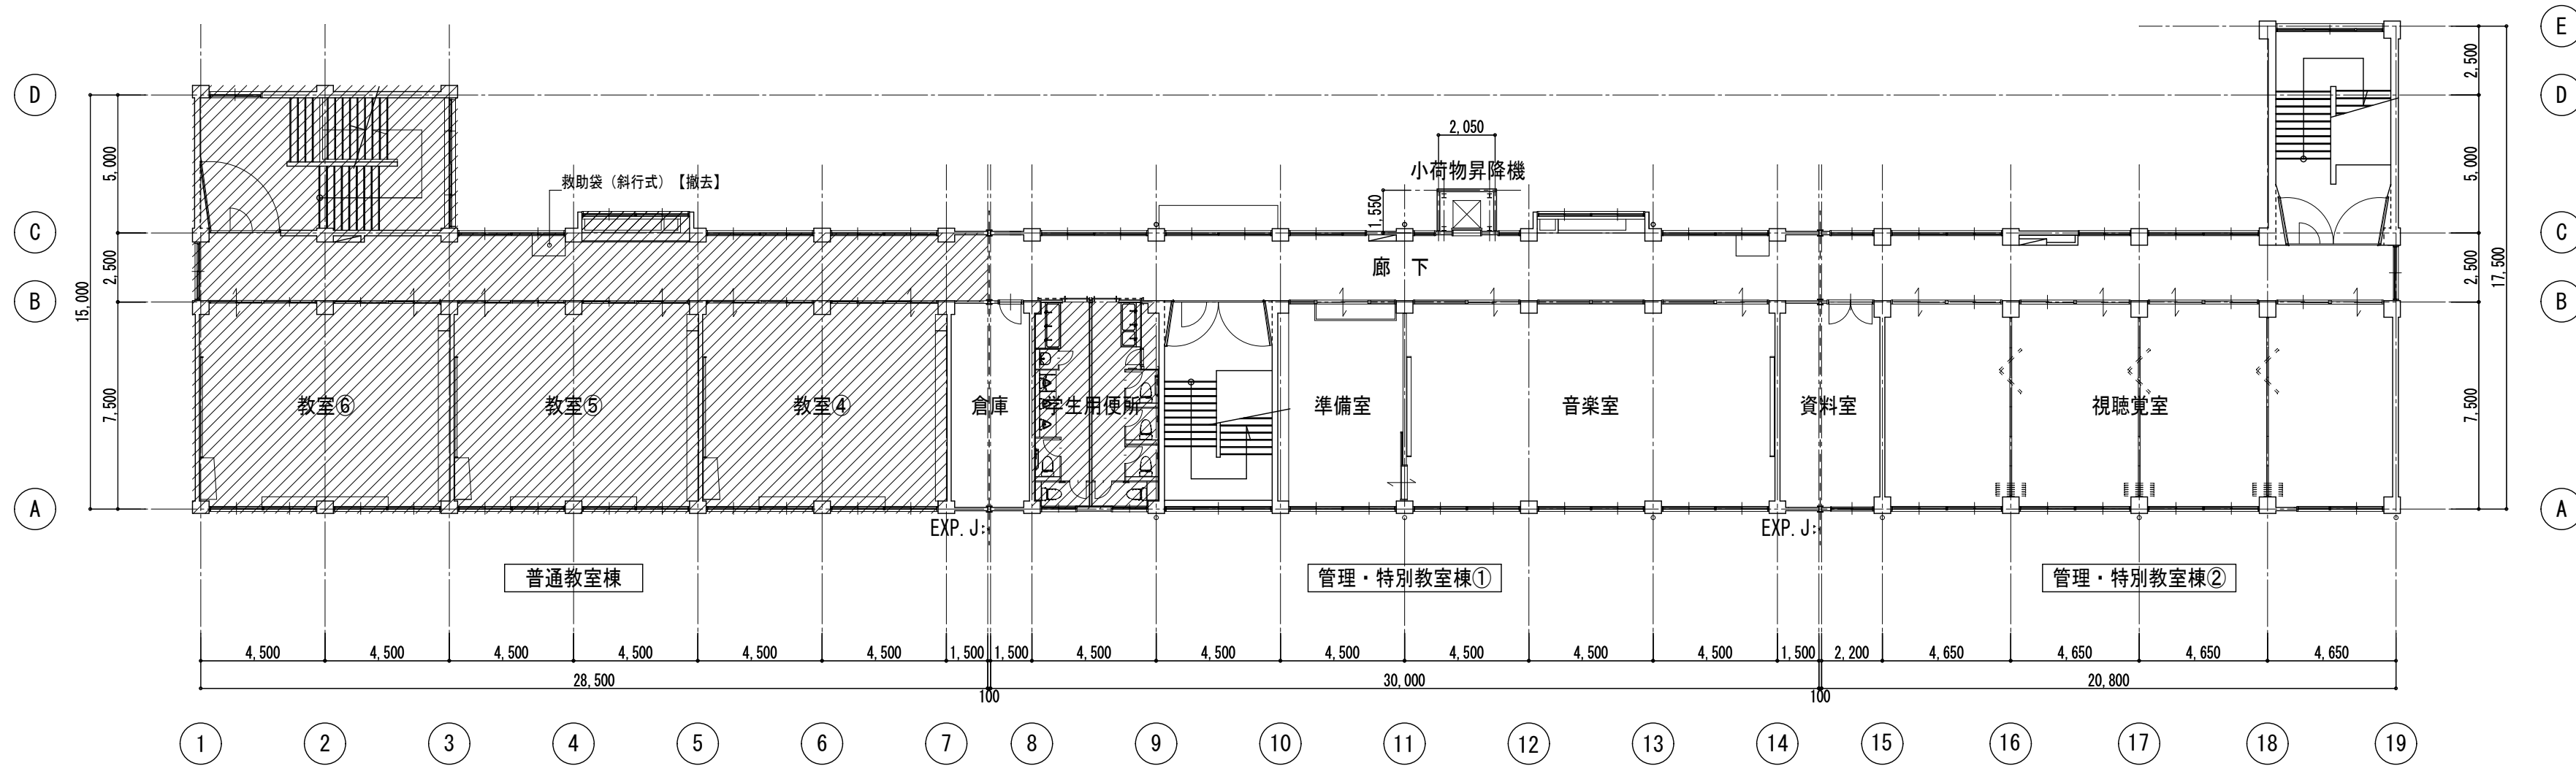 E
2,500
17,500
D
D
5,000
5,000
15,000
救助袋（斜行式）【撤去】
2,050
小荷物昇降機
1,550
C
C
2,500
廊　下
2,500
B
B
7,500
教室⑥
教室⑤
教室④
倉庫
学生用便所
準備室
音楽室
資料室
視聴覚室
7,500
A
A
EXP.J
EXP.J
普通教室棟
管理・特別教室棟①
管理・特別教室棟②
4,500 4,500 4,500 4,500 4,500 4,500 1,500 1,500 4,500 4,500 4,500 4,500 4,500 4,500 1,500 2,200 4,650 4,650 4,650 4,650
28,500 100 30,000 100 20,800
1 2 3 4 5 6 7 8 9 10 11 12 13 14 15 16 17 18 19